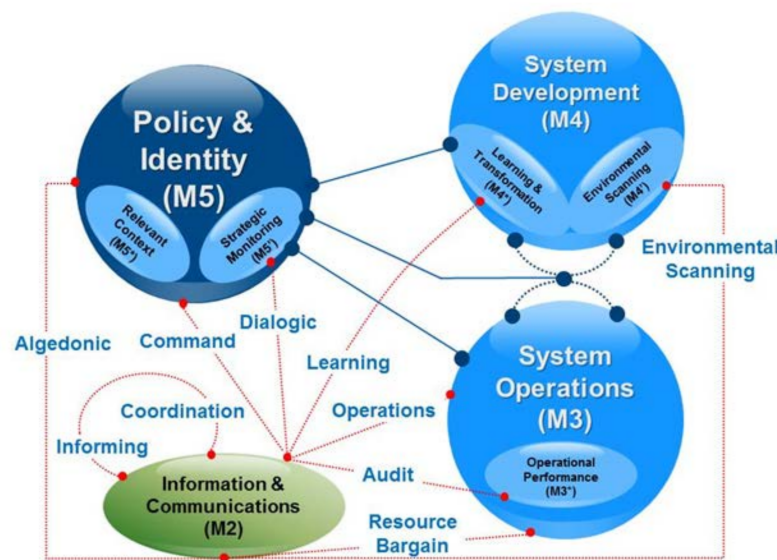 Policy &
Identity
(M5)
Relevant
Context
(M5*)
Strategic
Monitoring
(M5')
System
Development
(M4)
Learning &
Transformation
(M4*)
Environmental
Scanning
(M4')
Environmental
Scanning
Algedonic
Command
Dialogic
Learning
Operations
Coordination
Informing
Audit
Resource
Bargain
System
Operations
(M3)
Operational
Performance
(M3*)
Information &
Communications
(M2)